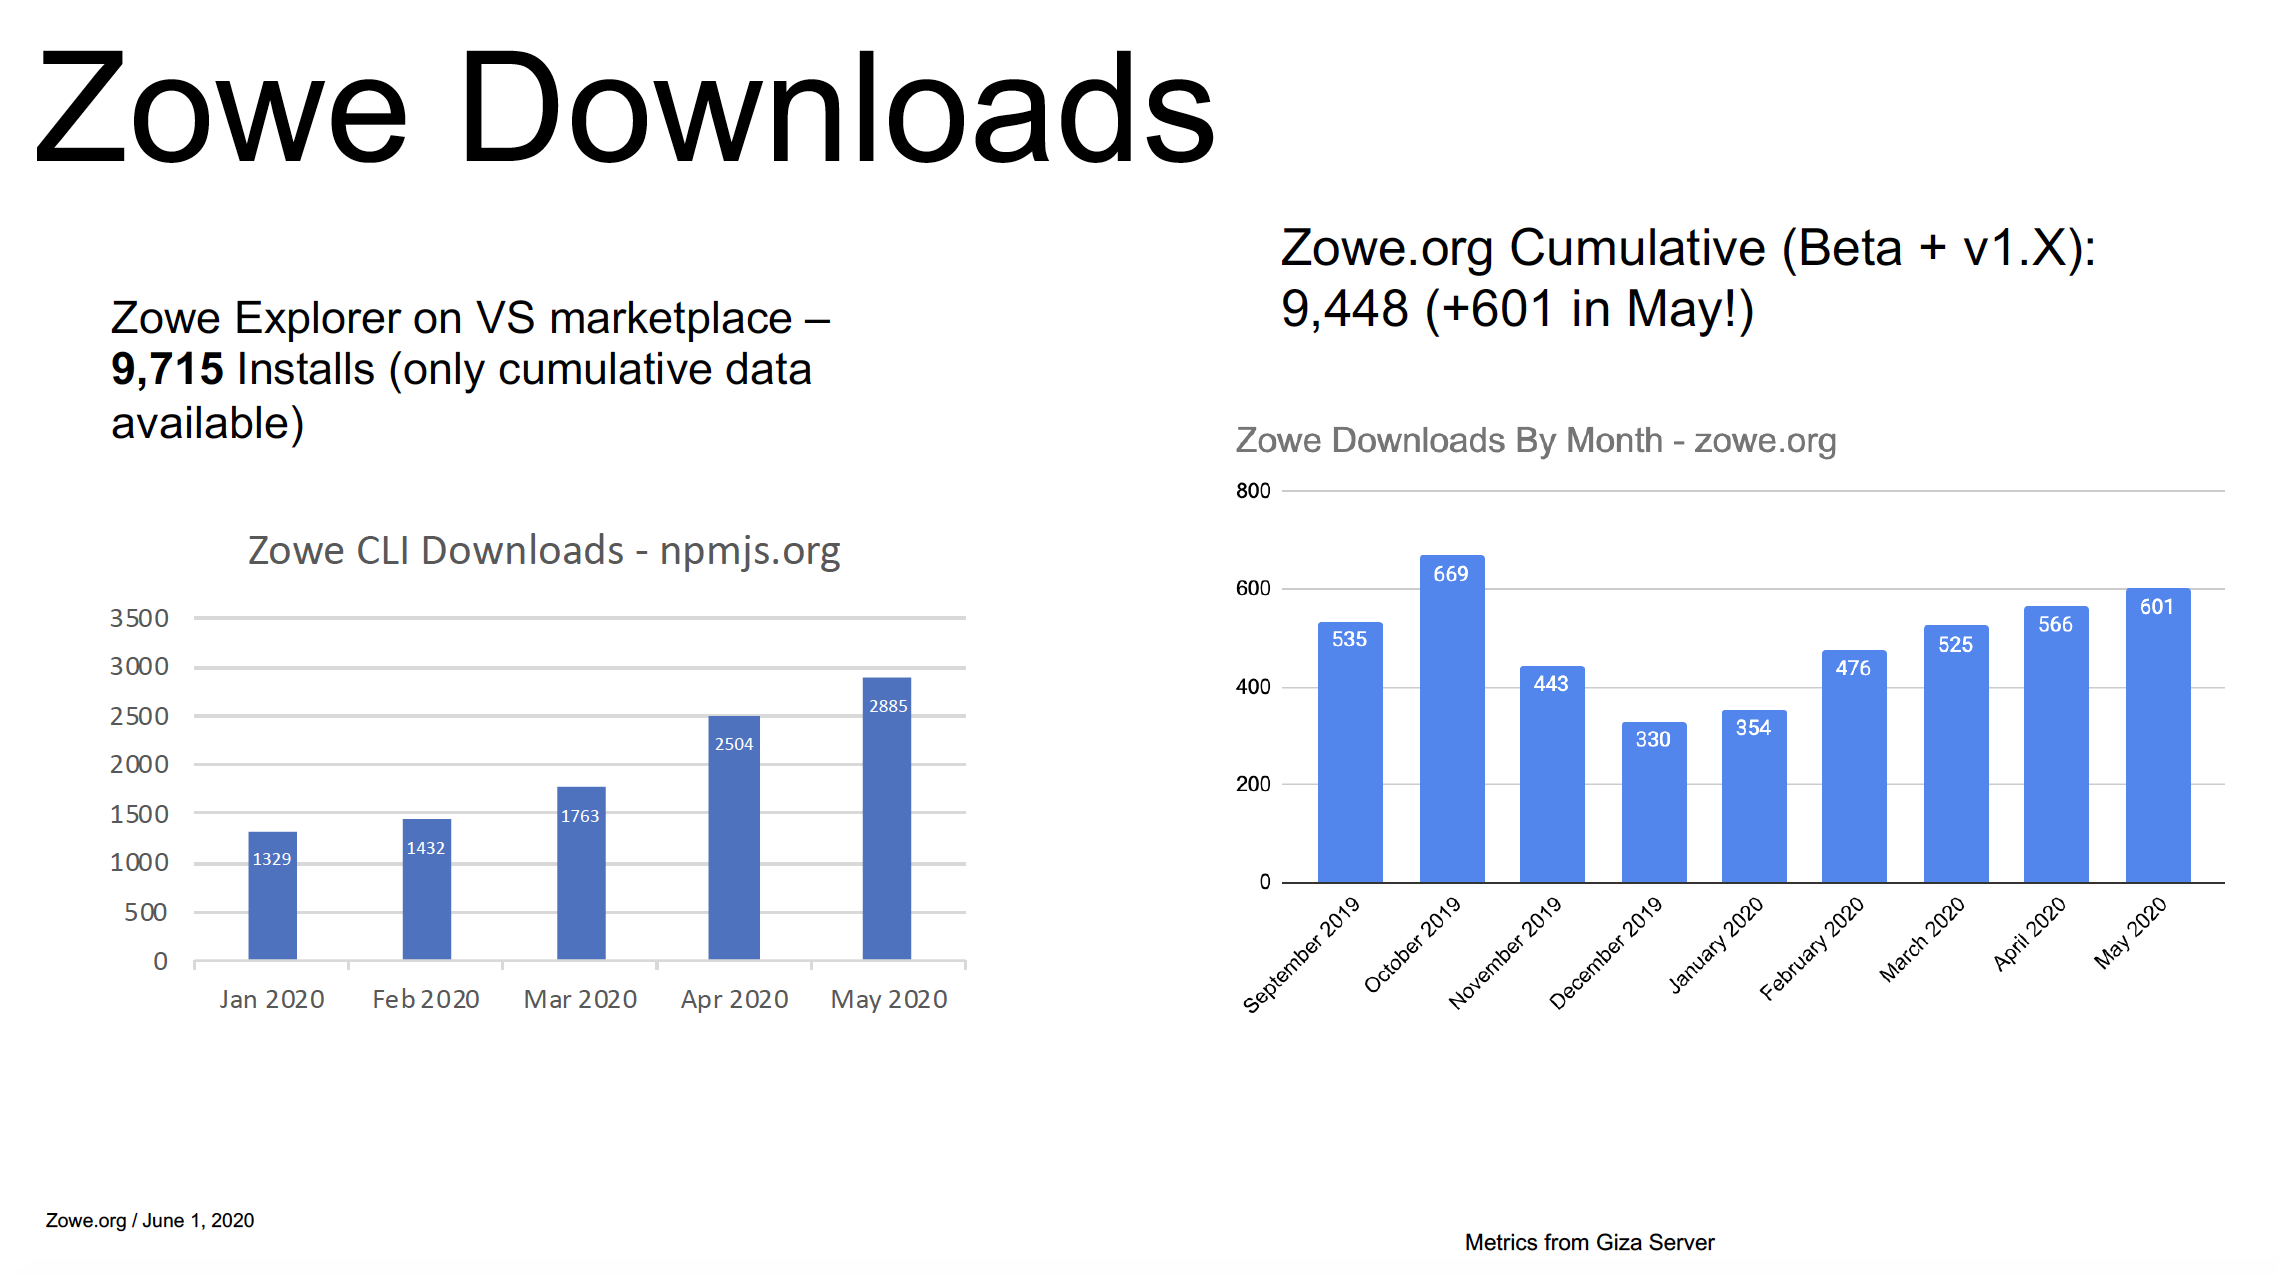 Zowe Downloads
Zowe Explorer on VS marketplace –
9,715 Installs (only cumulative data
available)
Zowe CLI Downloads - npmjs.org
3500
3000
2500
2000
1500
1000
500
0
1329
1432
1763
2504
2885
Jan 2020
Feb 2020
Mar 2020
Apr 2020
May 2020
Zowe.org Cumulative (Beta + v1.X):
9,448 (+601 in May!)
Zowe Downloads By Month - zowe.org
800
600
400
200
0
535
669
443
330
354
476
525
566
601
September 2019
October 2019
November 2019
December 2019
January 2020
February 2020
March 2020
April 2020
May 2020
Zowe.org / June 1, 2020
Metrics from Giza Server